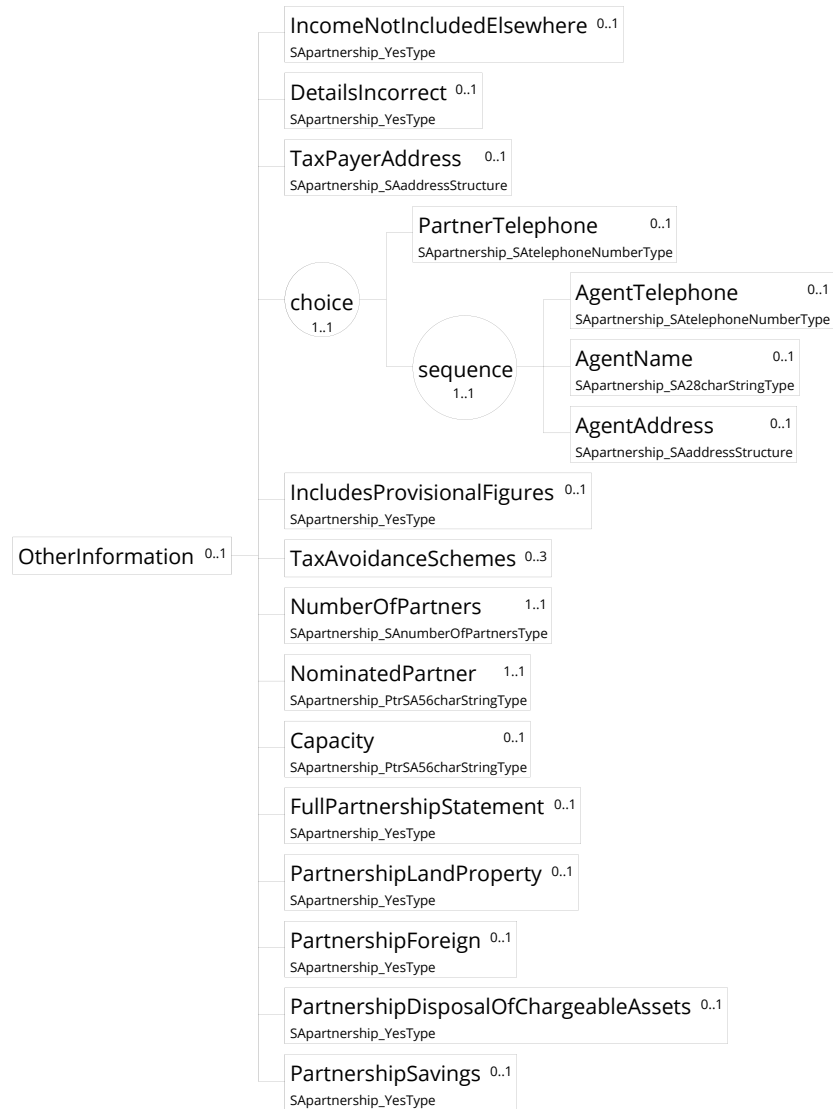 IncomeNotIncludedElsewhere 0..1
SApartnership_YesType
DetailsIncorrect 0..1
SApartnership_YesType
TaxPayerAddress 0..1
SApartnership_SAaddressStructure
PartnerTelephone 0..1
SApartnership_SAtelephoneNumberType
choice
1..1
AgentTelephone 0..1
SApartnership_SAtelephoneNumberType
sequence
1..1
AgentName 0..1
SApartnership_SA28charStringType
AgentAddress 0..1
SApartnership_SAaddressStructure
IncludesProvisionalFigures 0..1
SApartnership_YesType
OtherInformation 0..1
TaxAvoidanceSchemes 0..3
NumberOfPartners 1..1
SApartnership_SAnumberOfPartnersType
NominatedPartner 1..1
SApartnership_PtrSA56charStringType
Capacity 0..1
SApartnership_PtrSA56charStringType
FullPartnershipStatement 0..1
SApartnership_YesType
PartnershipLandProperty 0..1
SApartnership_YesType
PartnershipForeign 0..1
SApartnership_YesType
PartnershipDisposalOfChargeableAssets 0..1
SApartnership_YesType
PartnershipSavings 0..1
SApartnership_YesType